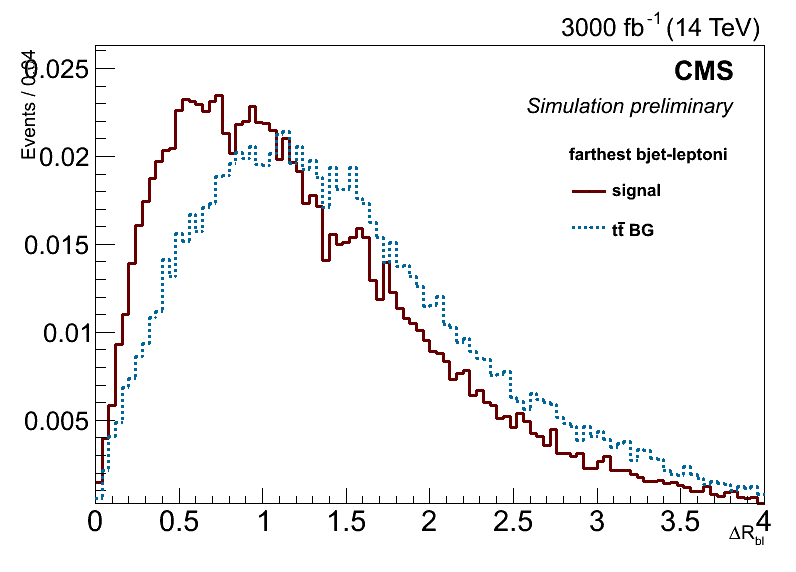 3000 fb⁻¹ (14 TeV)
Events / 0.04
CMS
Simulation preliminary
farthest bjet-leptoni
signal
tt̄ BG
0.025
0.02
0.015
0.01
0.005
0 0.5 1 1.5 2 2.5 3 3.5 4
ΔR_bl